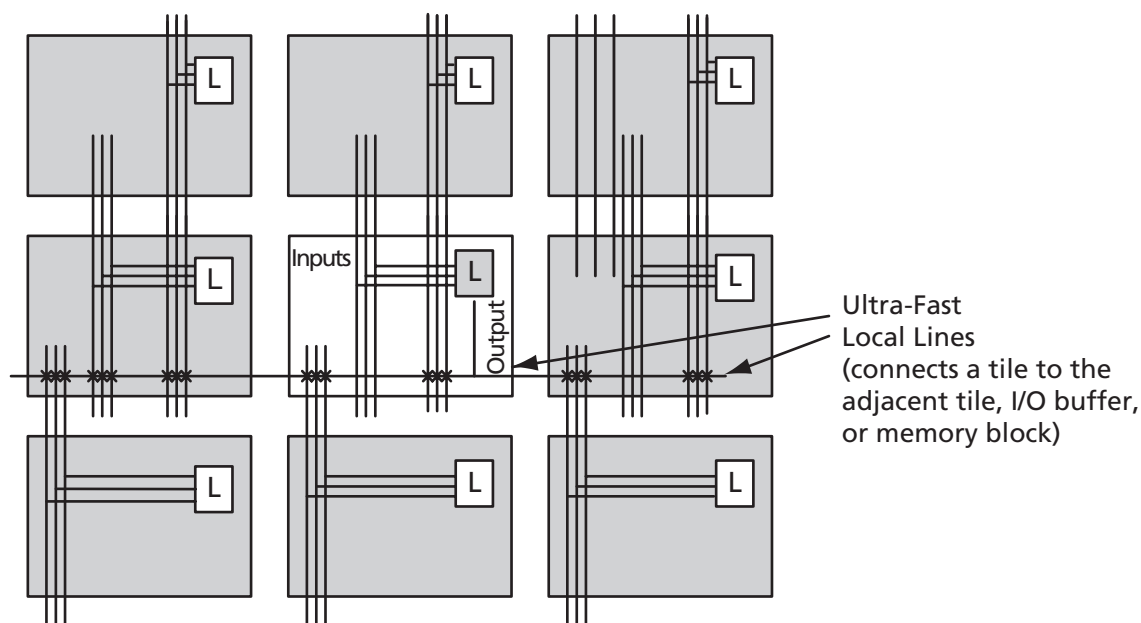 L
L
L
L
Inputs
L
Output
L
L
L
L
Ultra-Fast
Local Lines
(connects a tile to the
adjacent tile, I/O buffer,
or memory block)